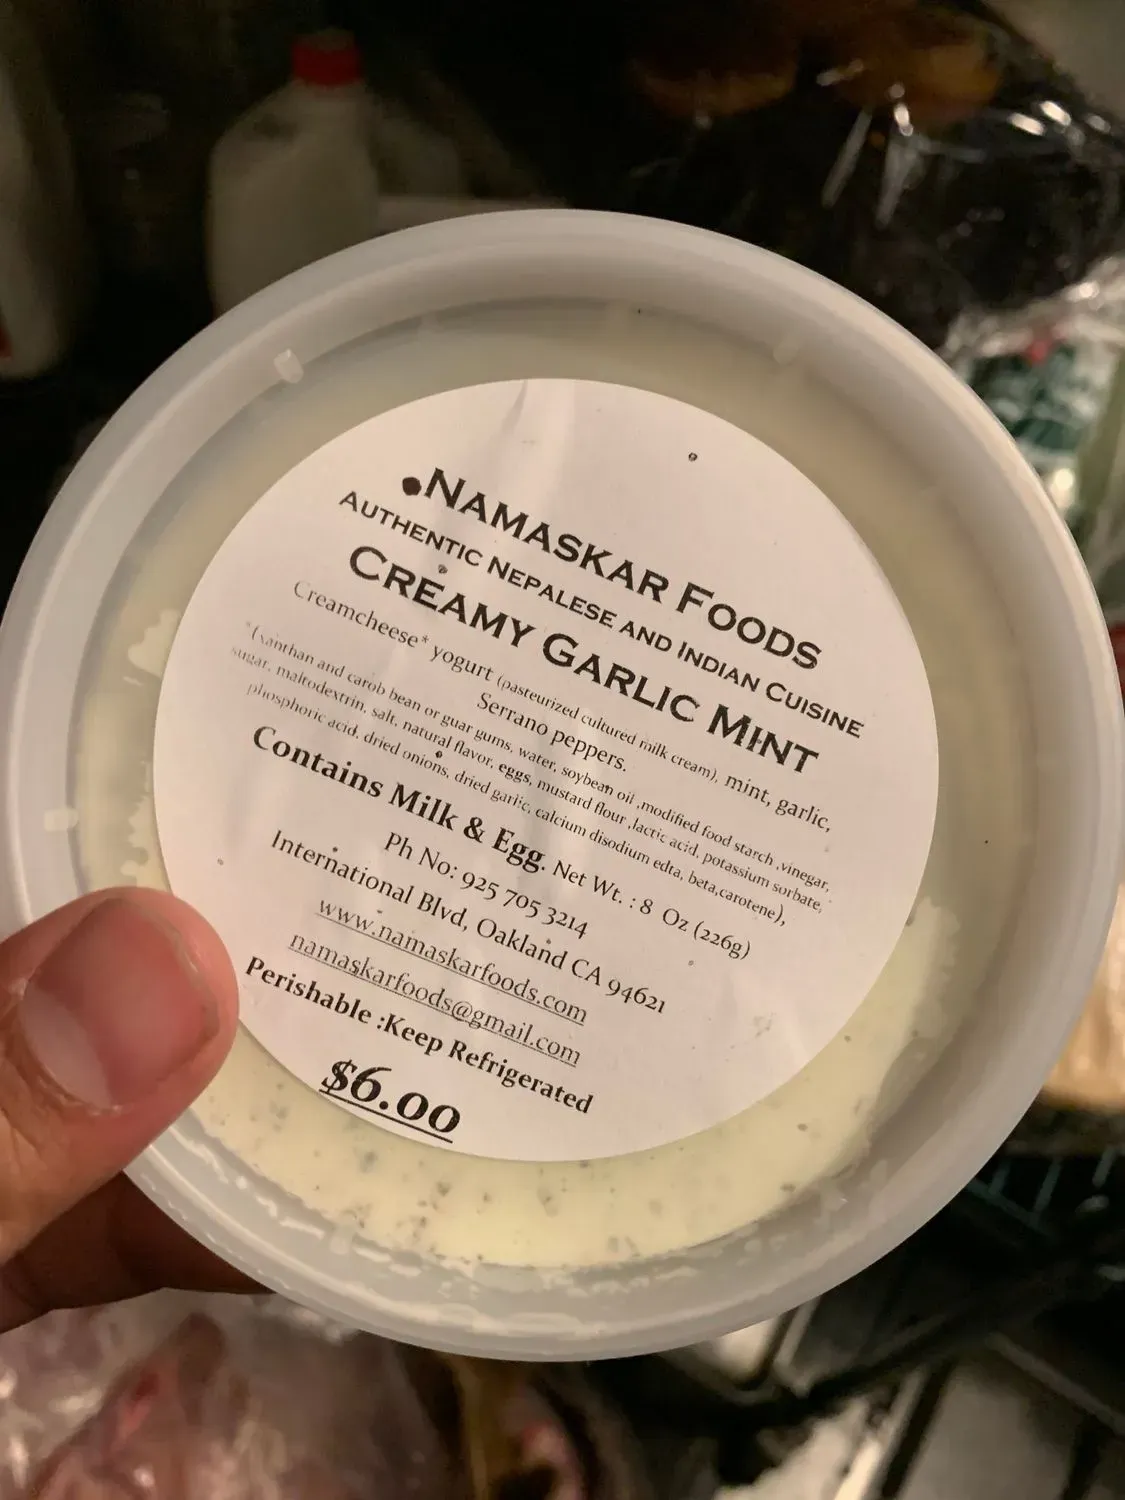 NAMASKAR FOODS
AUTHENTIC NEPALESE AND INDIAN CUISINE
CREAMY GARLIC MINT
Creamcheese* yogurt (pasteurized cultured milk cream), mint, garlic,
Serrano peppers.
*(xanthan and carob bean or guar gums, water, soybean oil ,modified food starch ,vinegar,
sugar, maltodextrin, salt, natural flavor, eggs, mustard flour ,lactic acid, potassium sorbate,
phosphoric acid, dried onions, dried garlic, calcium disodium edta, beta,carotene),
Contains Milk & Egg. Net Wt. : 8 Oz (226g)
Ph No: 925 705 3214
International Blvd, Oakland CA 94621
www.namaskarfoods.com
namaskarfoods@gmail.com
Perishable :Keep Refrigerated
$6.00